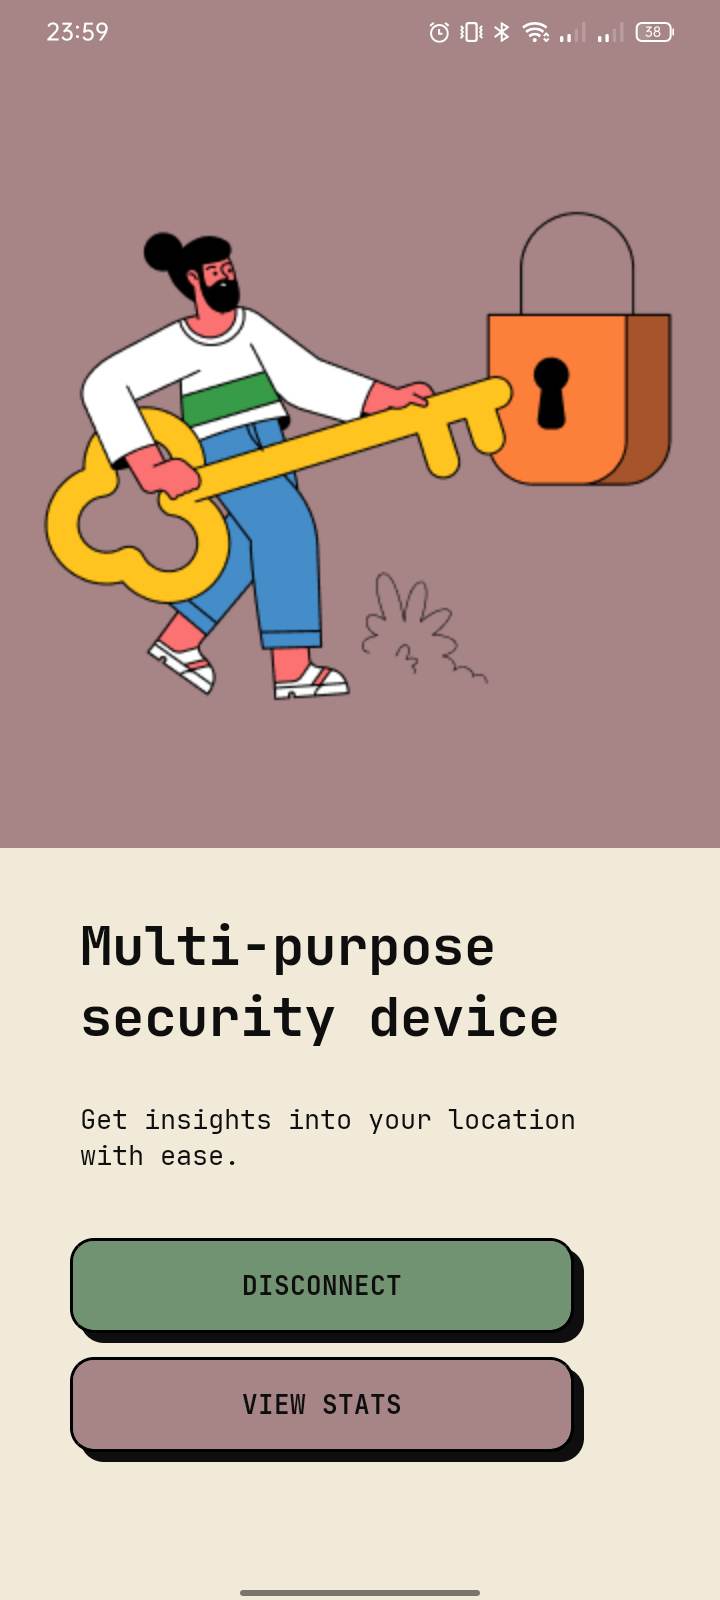 23:59
38
Multi-purpose
security device
Get insights into your location
with ease.
DISCONNECT
VIEW STATS